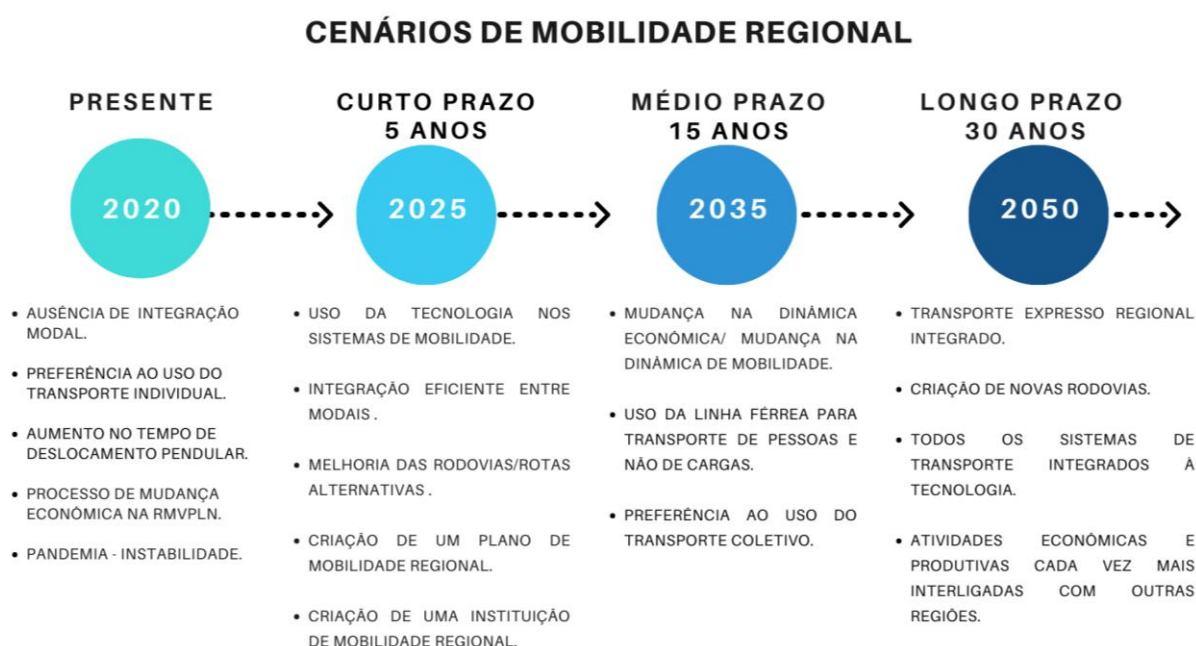 CENÁRIOS DE MOBILIDADE REGIONAL
PRESENTE
2020
• AUSÊNCIA DE INTEGRAÇÃO
MODAL.
• PREFERÊNCIA AO USO DO
TRANSPORTE INDIVIDUAL.
• AUMENTO NO TEMPO DE
DESLOCAMENTO PENDULAR.
• PROCESSO DE MUDANÇA
ECONÔMICA NA RMVPLN.
• PANDEMIA - INSTABILIDADE.
CURTO PRAZO
5 ANOS
2025
• USO DA TECNOLOGIA NOS
SISTEMAS DE MOBILIDADE.
• INTEGRAÇÃO EFICIENTE ENTRE
MODAIS .
• MELHORIA DAS RODOVIAS/ROTAS
ALTERNATIVAS .
• CRIAÇÃO DE UM PLANO DE
MOBILIDADE REGIONAL.
• CRIAÇÃO DE UMA INSTITUIÇÃO
DE MOBILIDADE REGIONAL.
MÉDIO PRAZO
15 ANOS
2035
• MUDANÇA NA DINÂMICA
ECONÔMICA/ MUDANÇA NA
DINÂMICA DE MOBILIDADE.
• USO DA LINHA FÉRREA PARA
TRANSPORTE DE PESSOAS E
NÃO DE CARGAS.
• PREFERÊNCIA AO USO DO
TRANSPORTE COLETIVO.
LONGO PRAZO
30 ANOS
2050
• TRANSPORTE EXPRESSO REGIONAL
INTEGRADO.
• CRIAÇÃO DE NOVAS RODOVIAS.
• TODOS OS SISTEMAS DE
TRANSPORTE INTEGRADOS À
TECNOLOGIA.
• ATIVIDADES ECONÔMICAS E
PRODUTIVAS CADA VEZ MAIS
INTERLIGADAS COM OUTRAS
REGIÕES.